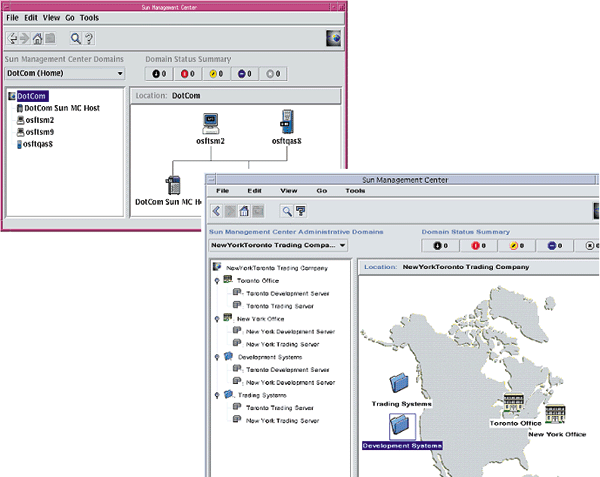 Sun Management Center
File Edit View Go Tools
Sun Management Center Domains
Domain Status Summary
DotCom (Home)
0 0 0 0 0
DotCom
DotCom Sun MC Host
osftsm2
osftsm9
osftqas8
Location: DotCom
osftsm2
osftqas8
DotCom Sun MC H
Sun Management Center
File Edit View Go Tools
Sun Management Center Administrative Domains
Domain Status Summary
NewYorkToronto Trading Compa...
0 0 0 0 0
NewYorkToronto Trading Company
Toronto Office
Toronto Development Server
Toronto Trading Server
New York Office
New York Development Server
New York Trading Server
Development Systems
Toronto Development Server
New York Development Server
Trading Systems
Toronto Trading Server
New York Trading Server
Location: NewYorkToronto Trading Company
Trading Systems
Toronto Office
New York Office
Development Systems